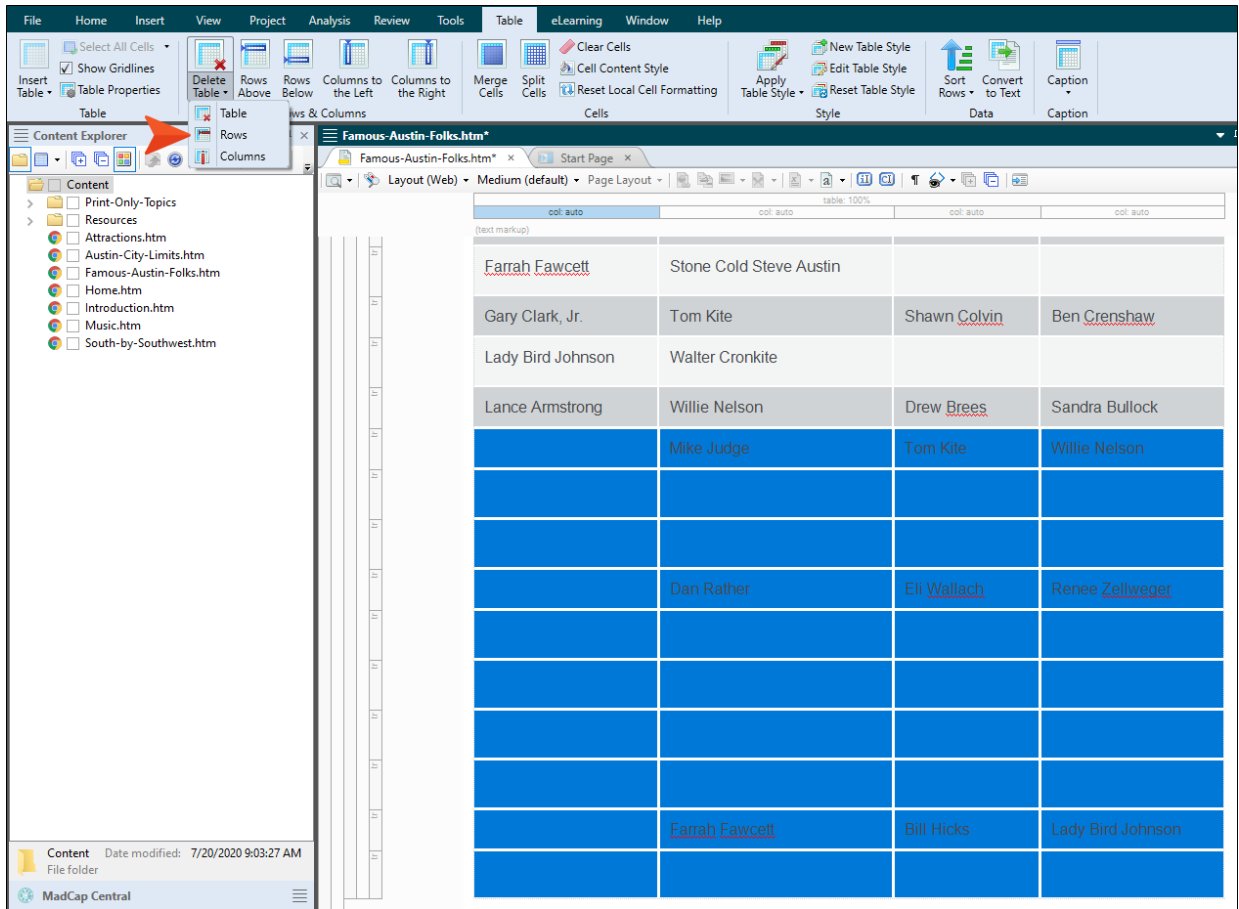 File Home Insert View Project Analysis Review Tools Table eLearning Window Help
Select All Cells
Show Gridlines
Table Properties
Insert Table
Delete Table
Rows Above
Rows Below
Columns to the Left
Columns to the Right
Merge Cells
Split Cells
Clear Cells
Cell Content Style
Reset Local Cell Formatting
Apply Table Style
New Table Style
Edit Table Style
Reset Table Style
Sort Rows
Convert to Text
Caption
Table & Columns Cells Style Data Caption
Table
Rows
Columns
Content Explorer
Famous-Austin-Folks.htm*
Famous-Austin-Folks.htm* Start Page
Layout (Web) Medium (default) Page Layout
Content
Print-Only-Topics
Resources
Attractions.htm
Austin-City-Limits.htm
Famous-Austin-Folks.htm
Home.htm
Introduction.htm
Music.htm
South-by-Southwest.htm
table: 100%
col: auto col: auto col: auto col: auto
(text markup)
Farrah Fawcett Stone Cold Steve Austin
Gary Clark, Jr. Tom Kite Shawn Colvin Ben Crenshaw
Lady Bird Johnson Walter Cronkite
Lance Armstrong Willie Nelson Drew Brees Sandra Bullock
Mike Judge Tom Kite Willie Nelson
Dan Rather Eli Wallach Renee Zellweger
Farrah Fawcett Bill Hicks Lady Bird Johnson
Content Date modified: 7/20/2020 9:03:27 AM
File folder
MadCap Central